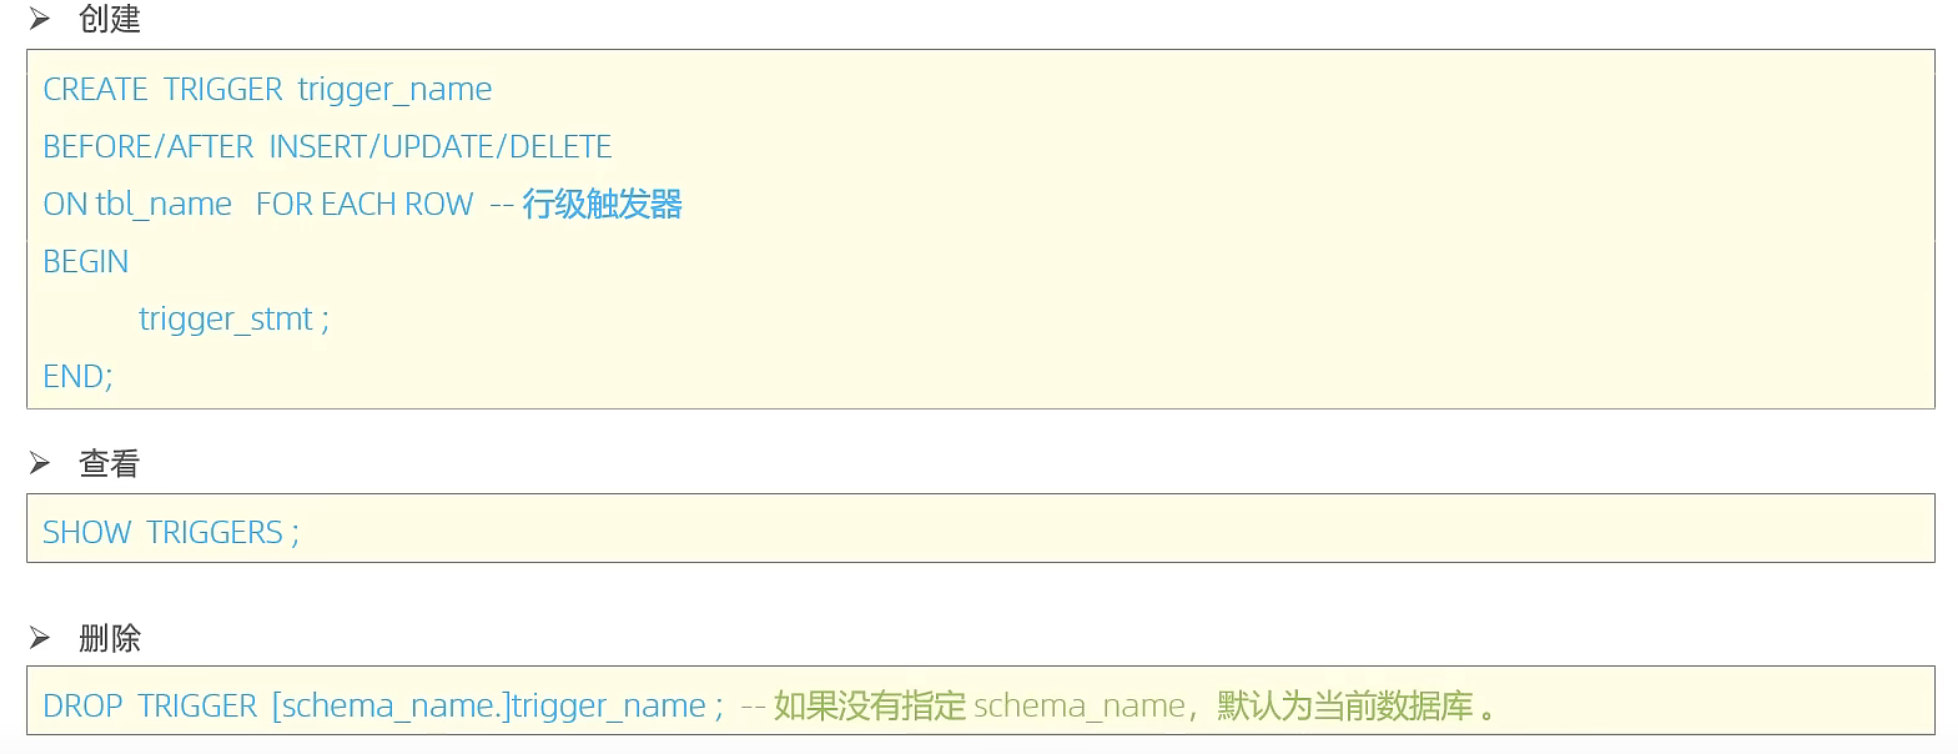 创建
CREATE TRIGGER trigger_name
BEFORE/AFTER INSERT/UPDATE/DELETE
ON tbl_name FOR EACH ROW -- 行级触发器
BEGIN
trigger_stmt ;
END;
查看
SHOW TRIGGERS ;
删除
DROP TRIGGER [schema_name.]trigger_name ; -- 如果没有指定 schema_name，默认为当前数据库 。